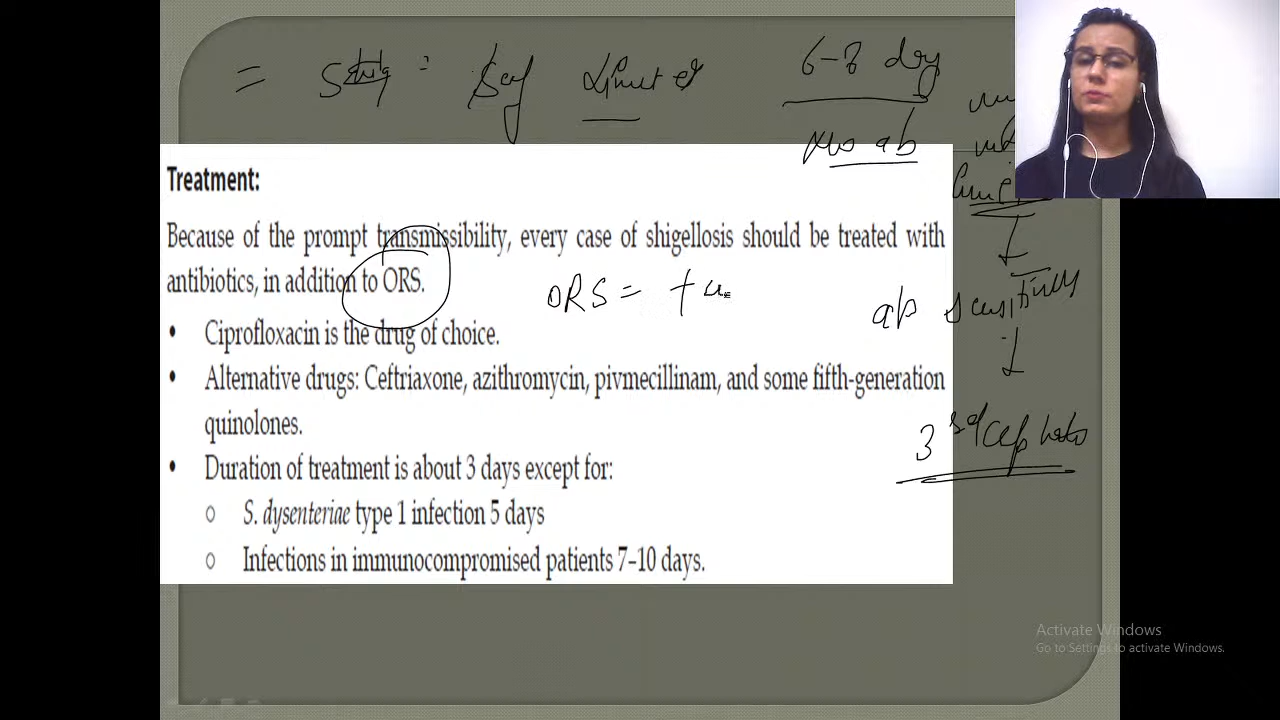 6-8 day
no ab
Treatment:
Because of the prompt transmissibility, every case of shigellosis should be treated with
antibiotics, in addition to ORS.
ORS =
• Ciprofloxacin is the drug of choice.
• Alternative drugs: Ceftriaxone, azithromycin, pivmecillinam, and some fifth-generation
quinolones.
• Duration of treatment is about 3 days except for:
○ S. dysenteriae type 1 infection 5 days
○ Infections in immunocompromised patients 7–10 days.
Activate Windows
Go to Settings to activate Windows.